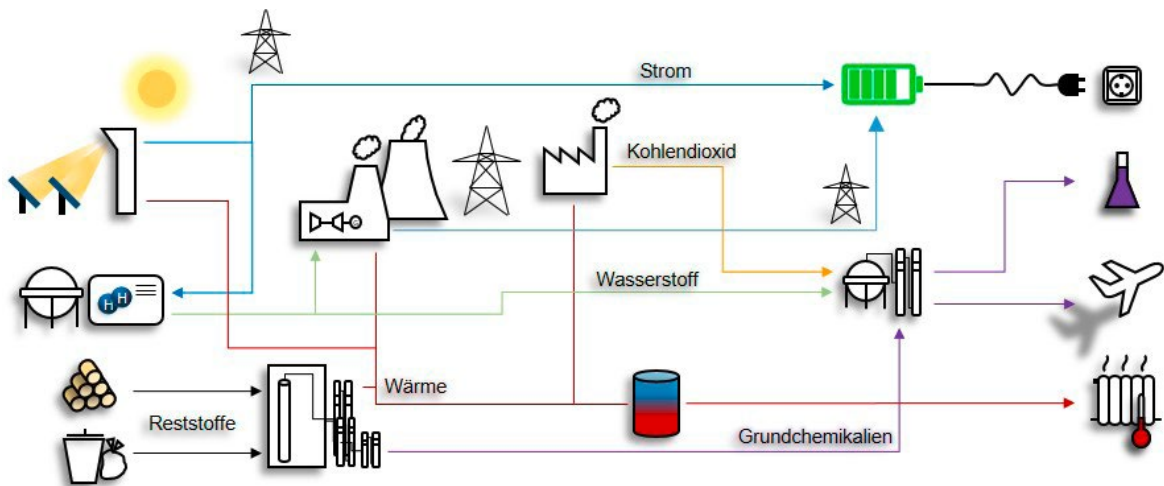 Strom
Kohlendioxid
Wasserstoff
H
H
Wärme
Reststoffe
Grundchemikalien